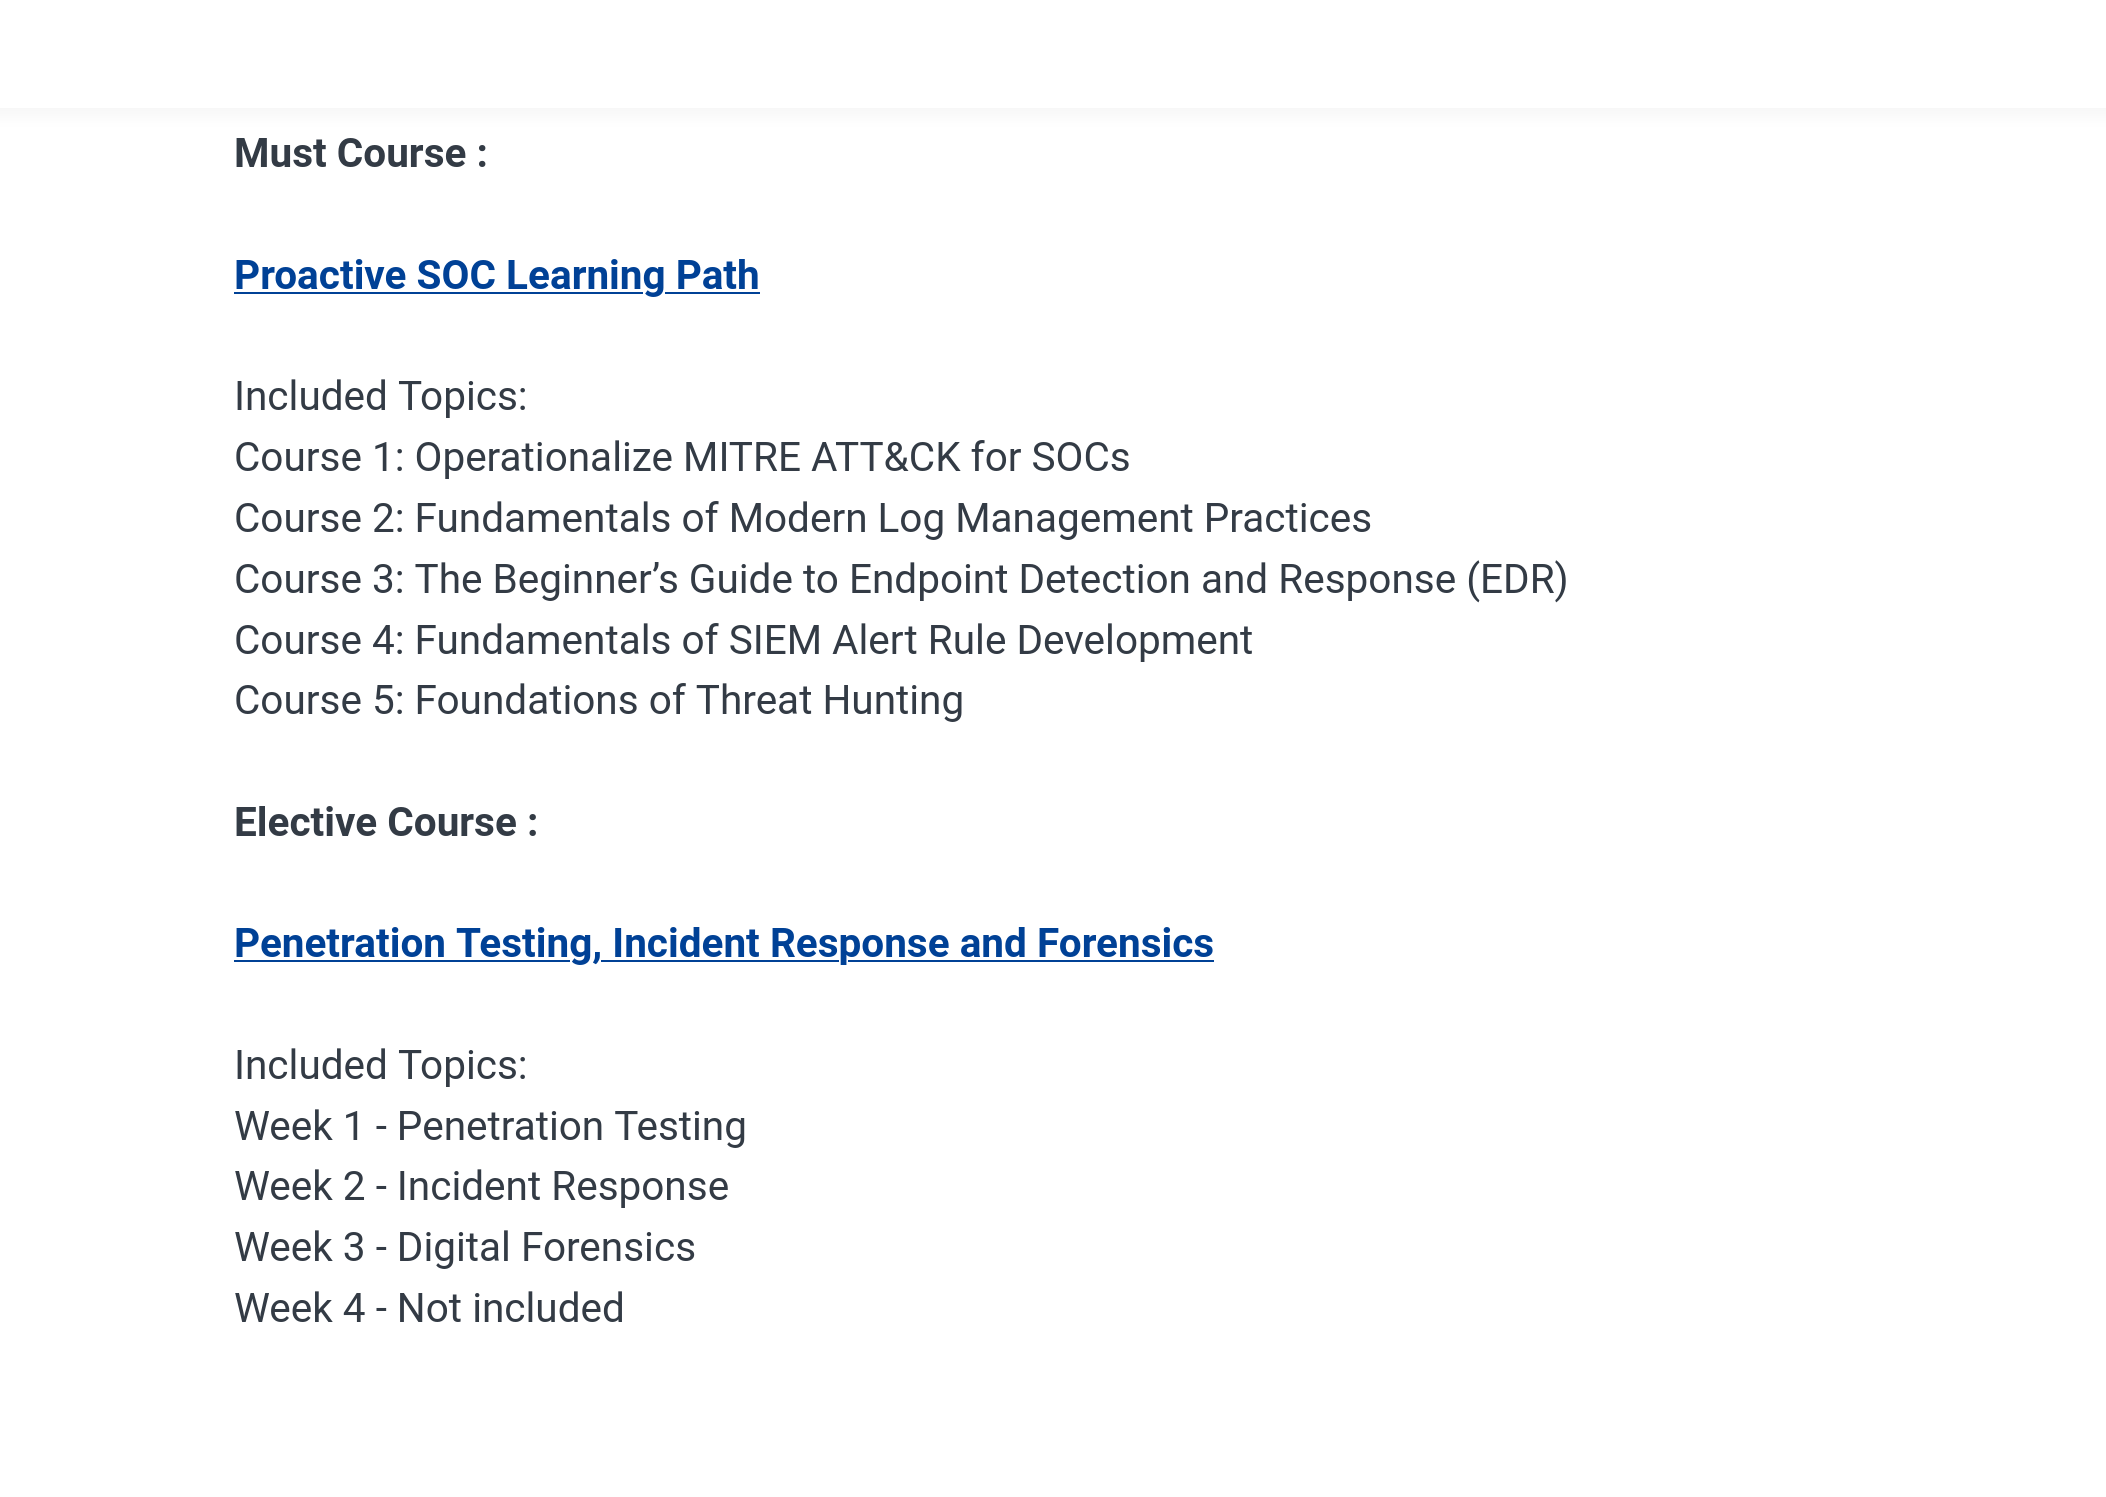 Must Course :
Proactive SOC Learning Path
Included Topics:
Course 1: Operationalize MITRE ATT&CK for SOCs
Course 2: Fundamentals of Modern Log Management Practices
Course 3: The Beginner’s Guide to Endpoint Detection and Response (EDR)
Course 4: Fundamentals of SIEM Alert Rule Development
Course 5: Foundations of Threat Hunting
Elective Course :
Penetration Testing, Incident Response and Forensics
Included Topics:
Week 1 - Penetration Testing
Week 2 - Incident Response
Week 3 - Digital Forensics
Week 4 - Not included